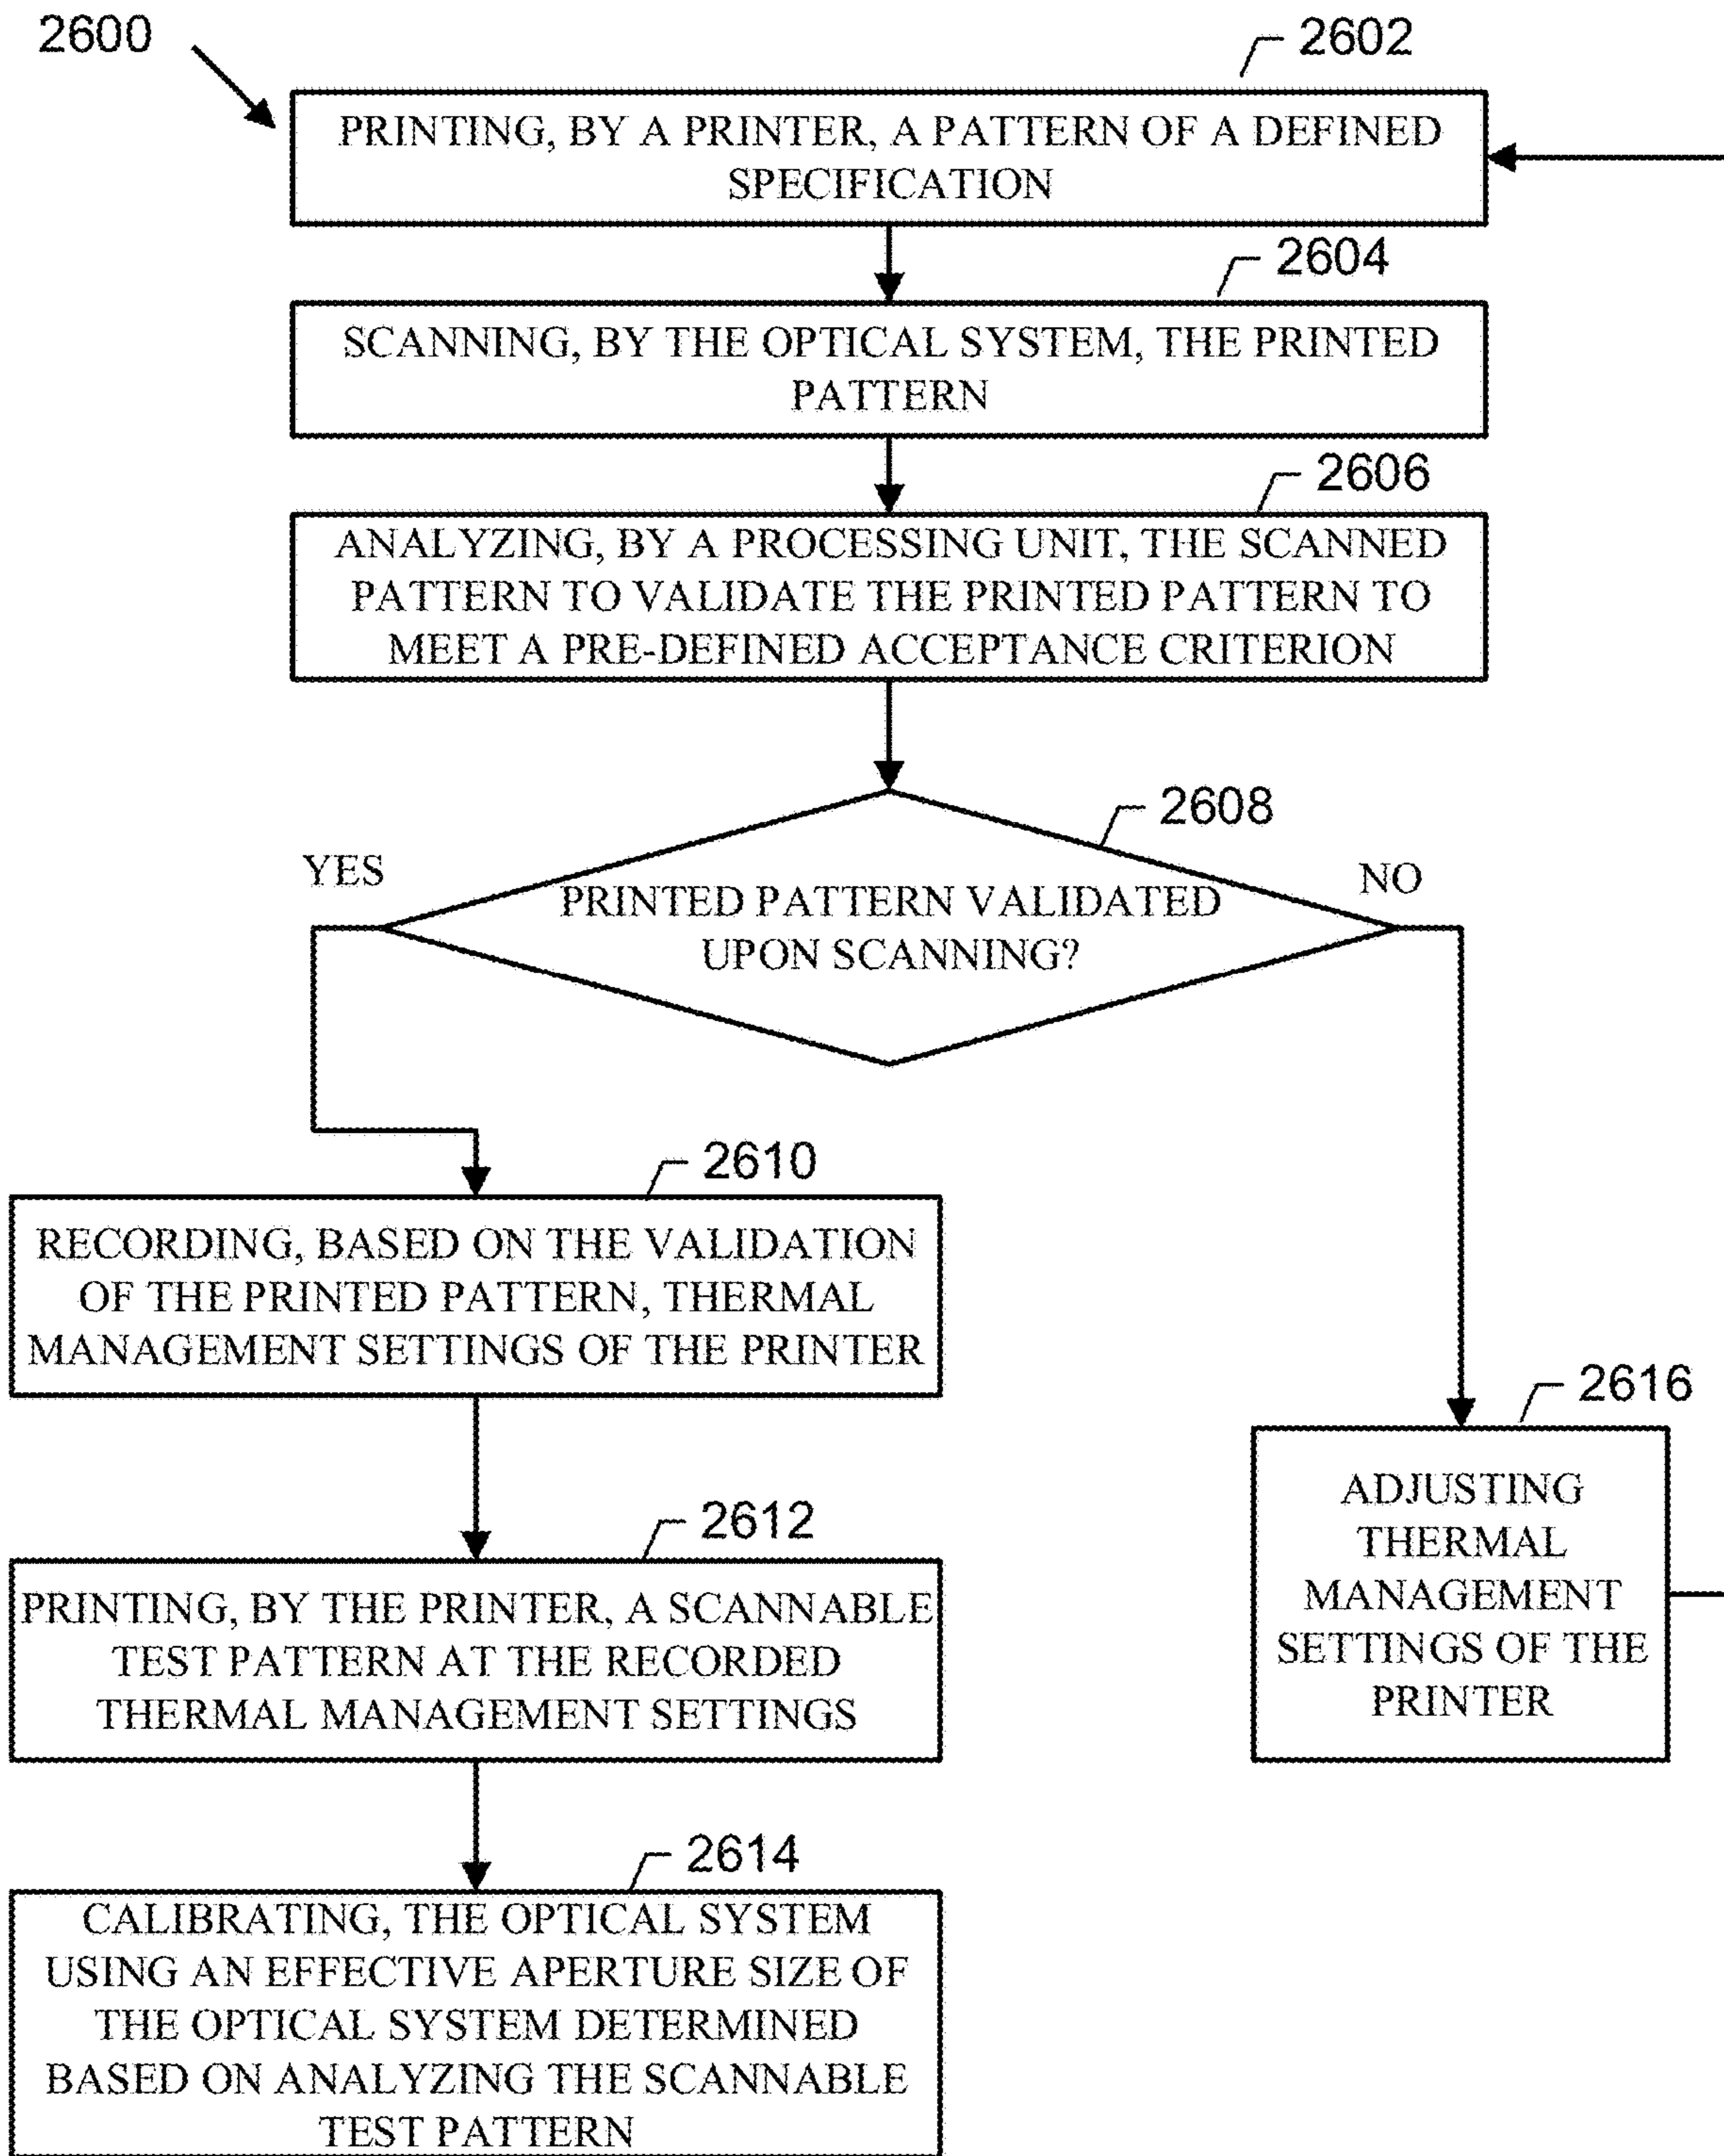 2600
2602
PRINTING, BY A PRINTER, A PATTERN OF A DEFINED
SPECIFICATION
2604
SCANNING, BY THE OPTICAL SYSTEM, THE PRINTED
PATTERN
2606
ANALYZING, BY A PROCESSING UNIT, THE SCANNED
PATTERN TO VALIDATE THE PRINTED PATTERN TO
MEET A PRE-DEFINED ACCEPTANCE CRITERION
2608
YES
NO
PRINTED PATTERN VALIDATED
UPON SCANNING?
2610
RECORDING, BASED ON THE VALIDATION
OF THE PRINTED PATTERN, THERMAL
MANAGEMENT SETTINGS OF THE PRINTER
2616
ADJUSTING
THERMAL
MANAGEMENT
SETTINGS OF THE
PRINTER
2612
PRINTING, BY THE PRINTER, A SCANNABLE
TEST PATTERN AT THE RECORDED
THERMAL MANAGEMENT SETTINGS
2614
CALIBRATING, THE OPTICAL SYSTEM
USING AN EFFECTIVE APERTURE SIZE OF
THE OPTICAL SYSTEM DETERMINED
BASED ON ANALYZING THE SCANNABLE
TEST PATTERN